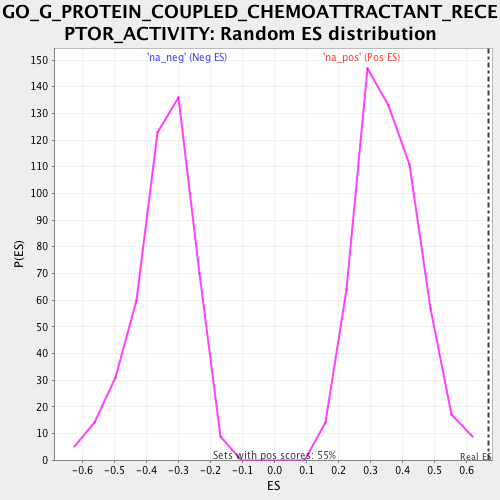 GO_G_PROTEIN_COUPLED_CHEMOATTRACTANT_RECE
PTOR_ACTIVITY: Random ES distribution
'na_neg' (Neg ES)
'na_pos' (Pos ES)
150
140
130
120
110
100
90
80
70
60
50
40
30
20
10
0
P(ES)
Sets with pos scores: 55%
Real ES
-0.6 -0.5 -0.4 -0.3 -0.2 -0.1 0.0 0.1 0.2 0.3 0.4 0.5 0.6
ES